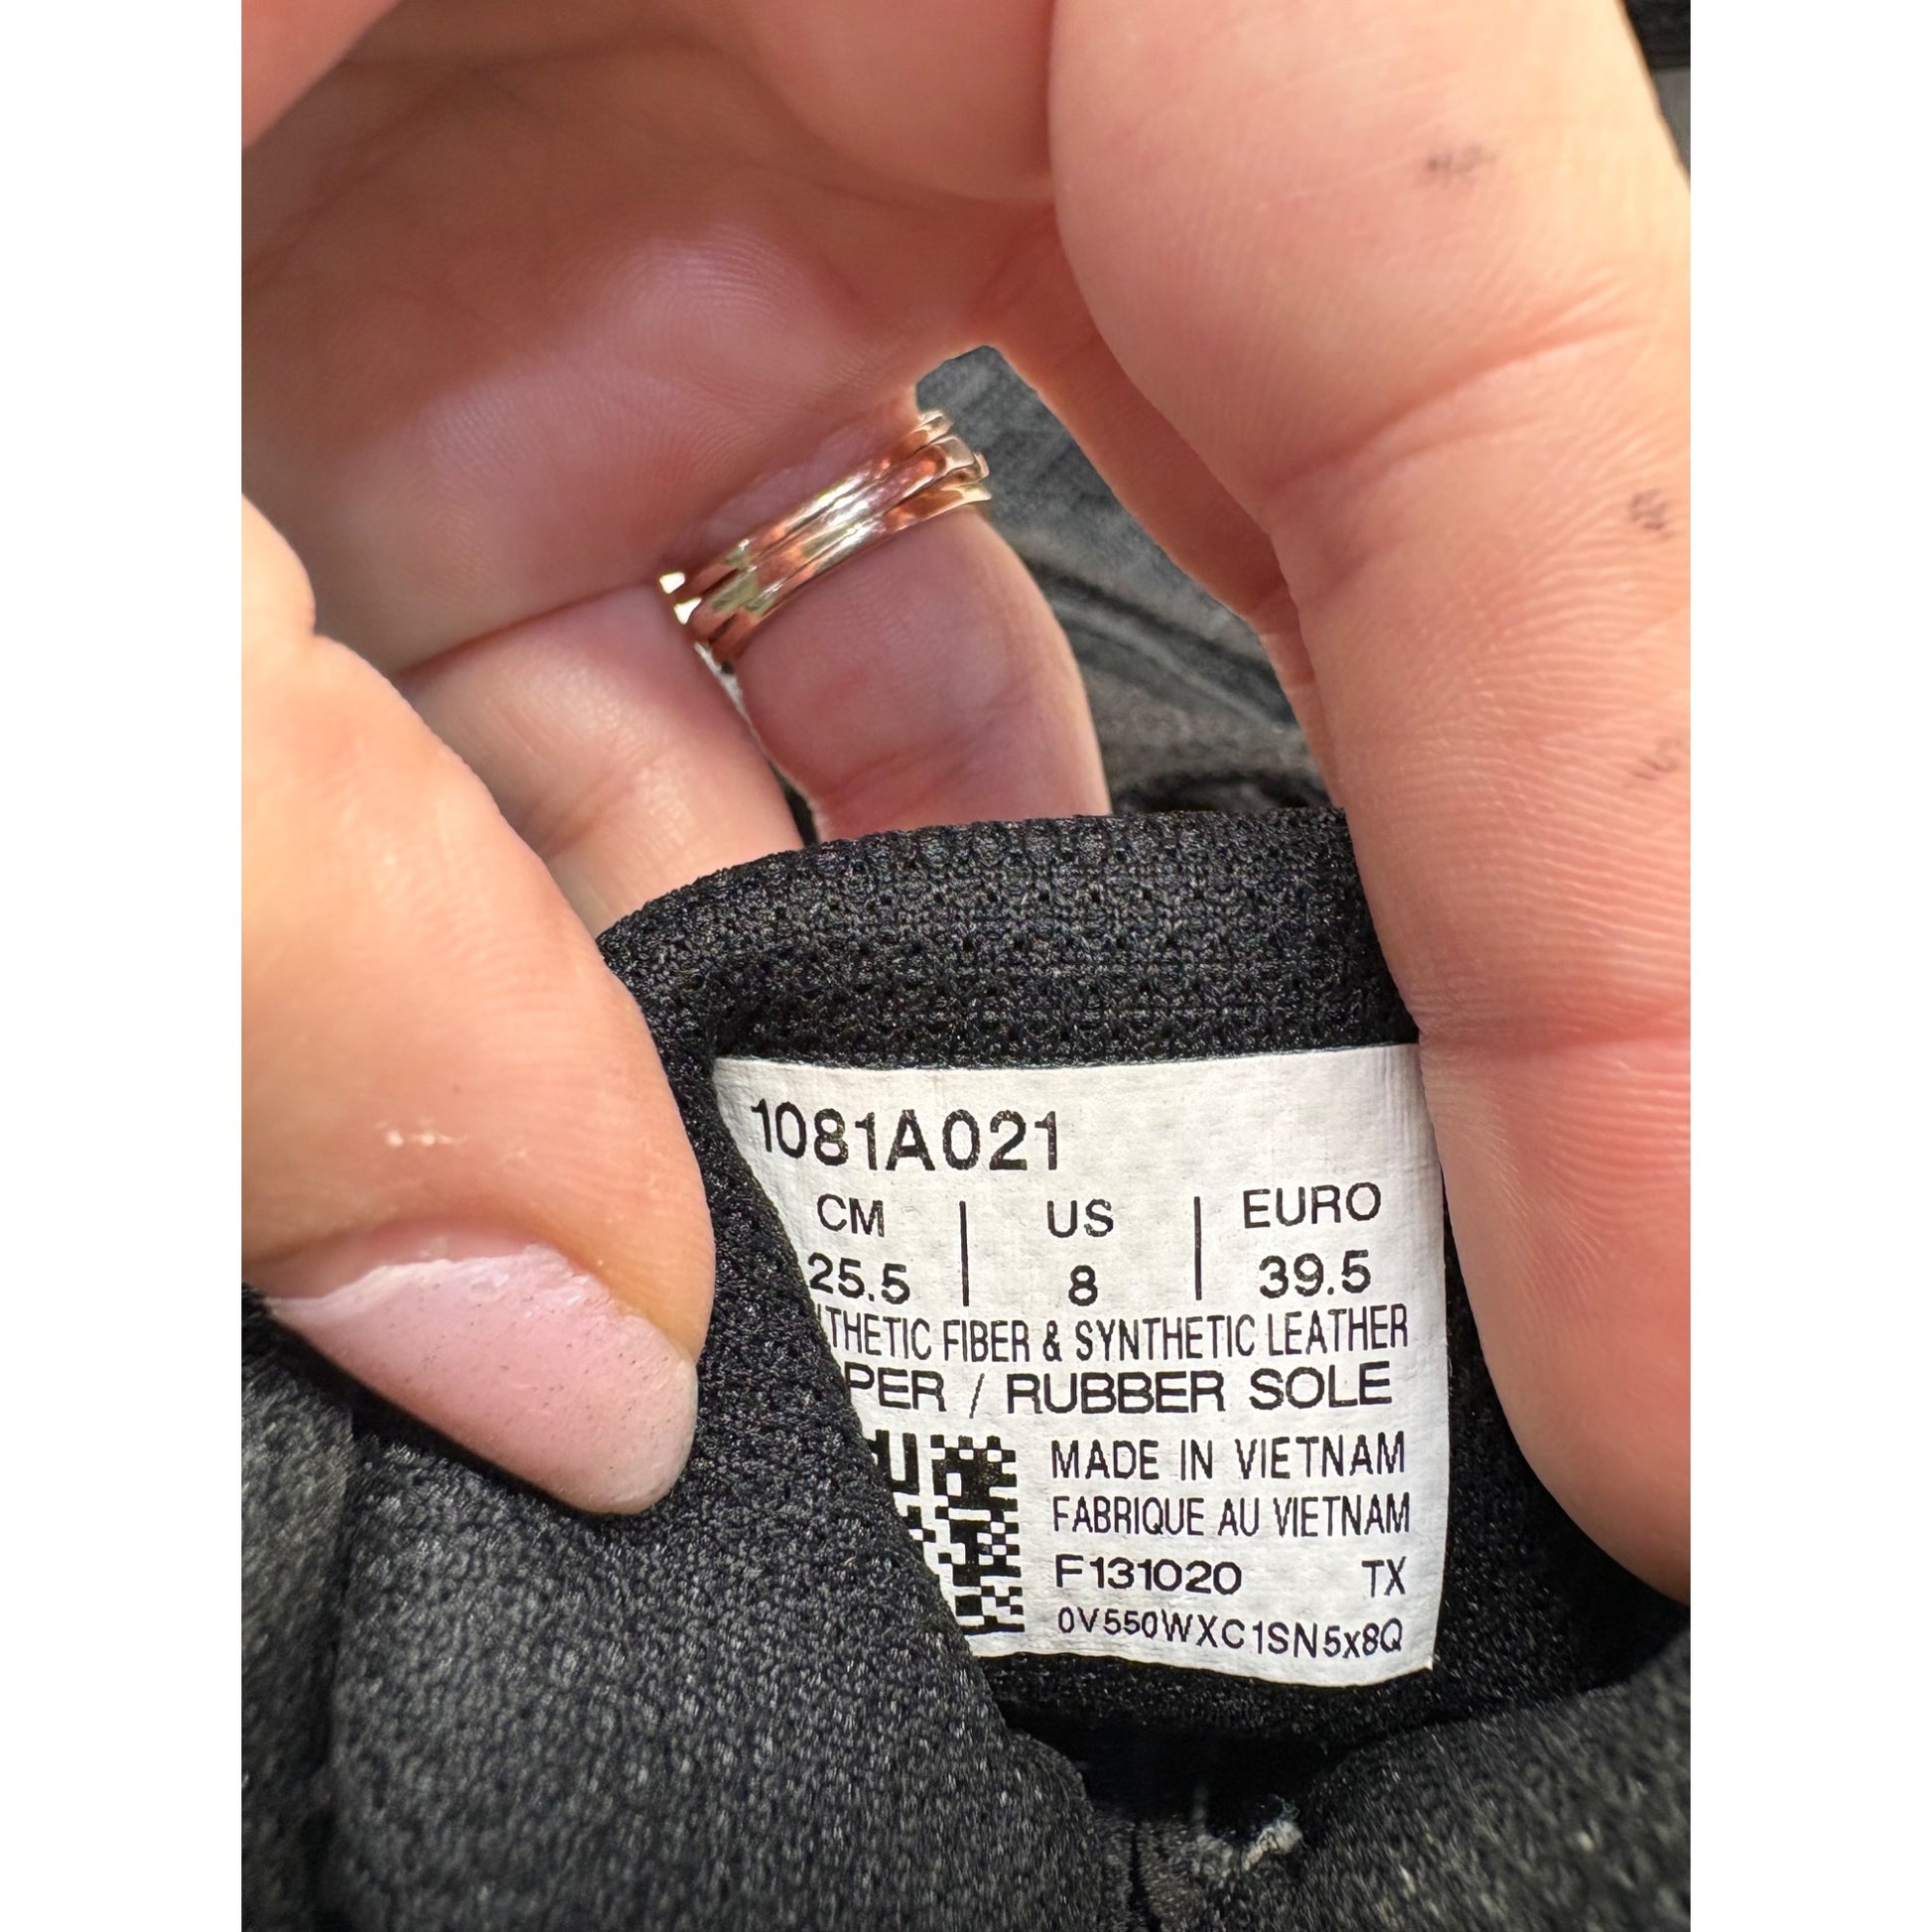 1081A021
CM | US | EURO
25.5 | 8 | 39.5
THETIC FIBER & SYNTHETIC LEATHER
PER / RUBBER SOLE
MADE IN VIETNAM
FABRIQUE AU VIETNAM
F131020 TX
0V550WXC1SN5x8Q